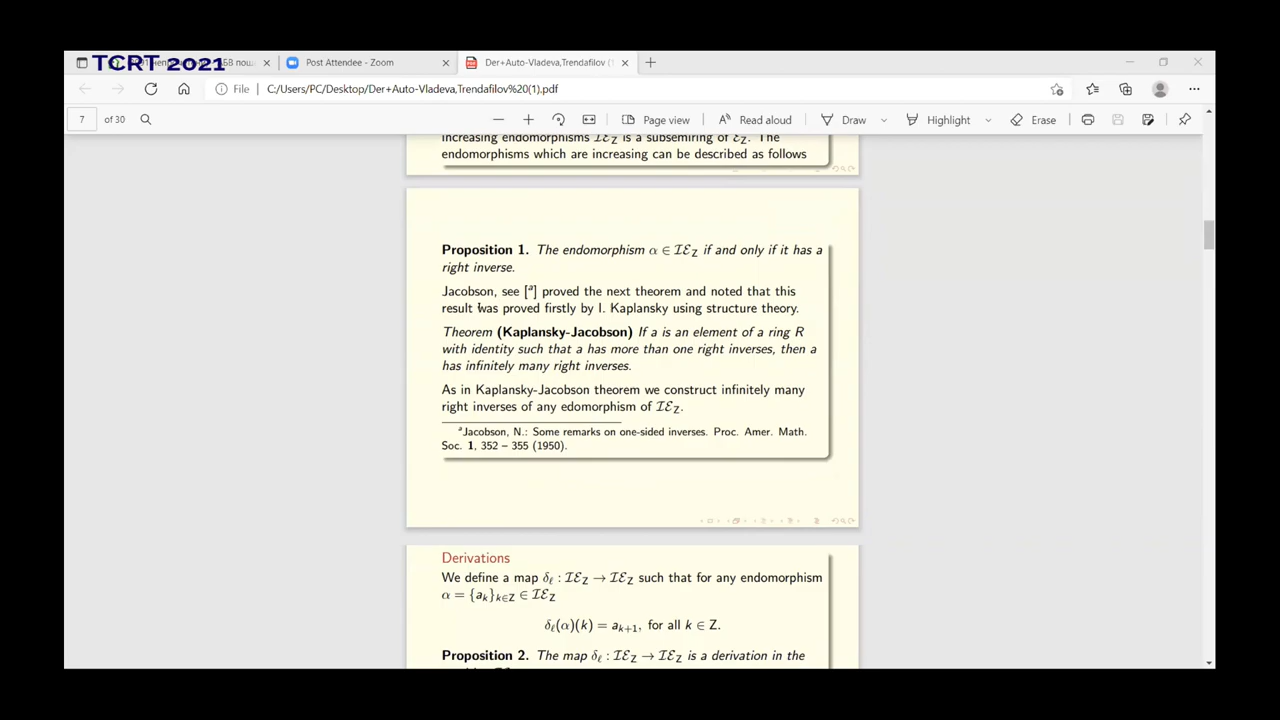 TCRT 2021
Post Attendee - Zoom
Der+Auto-Vladeva,Trendafilov (1
File C:/Users/PC/Desktop/Der+Auto-Vladeva,Trendafilov%20(1).pdf
7 of 30 Page view Read aloud Draw Highlight Erase
increasing endomorphisms ℐℰ_Z is a subsemiring of ℰ_Z. The
endomorphisms which are increasing can be described as follows
Proposition 1. The endomorphism α ∈ ℐℰ_Z if and only if it has a
right inverse.
Jacobson, see [ᵃ] proved the next theorem and noted that this
result was proved firstly by I. Kaplansky using structure theory.
Theorem (Kaplansky-Jacobson) If a is an element of a ring R
with identity such that a has more than one right inverses, then a
has infinitely many right inverses.
As in Kaplansky-Jacobson theorem we construct infinitely many
right inverses of any edomorphism of ℐℰ_Z.
ᵃJacobson, N.: Some remarks on one-sided inverses. Proc. Amer. Math.
Soc. 1, 352 – 355 (1950).
Derivations
We define a map δ_ℓ : ℐℰ_Z → ℐℰ_Z such that for any endomorphism
α = {a_k}_{k∈Z} ∈ ℐℰ_Z
δ_ℓ(α)(k) = a_{k+1}, for all k ∈ Z.
Proposition 2. The map δ_ℓ : ℐℰ_Z → ℐℰ_Z is a derivation in the